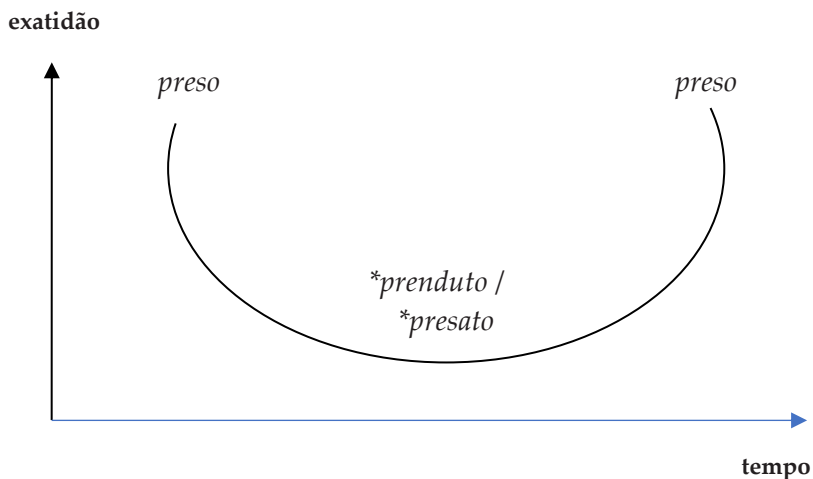 exatidão
preso
preso
*prenduto /
*presato
tempo